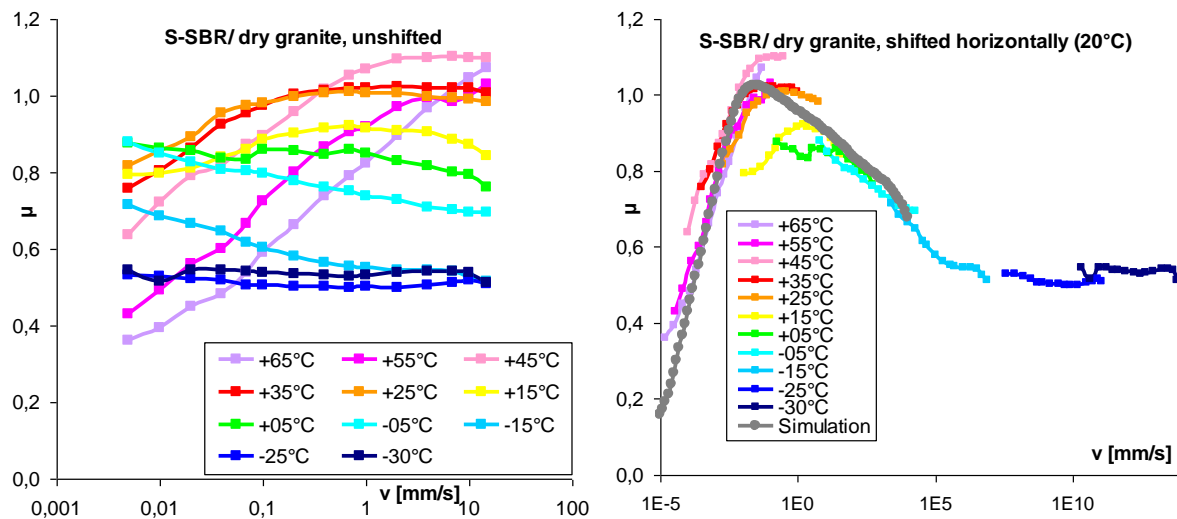 S-SBR/ dry granite, unshifted
1,2
1,0
0,8
µ
0,6
0,4
0,2
0,0
0,001
0,01
0,1
1
10
100
v [mm/s]
+65°C
+55°C
+45°C
+35°C
+25°C
+15°C
+05°C
-05°C
-15°C
-25°C
-30°C
S-SBR/ dry granite, shifted horizontally (20°C)
1,2
1,0
0,8
µ
0,6
0,4
0,2
0,0
+65°C
+55°C
+45°C
+35°C
+25°C
+15°C
+05°C
-05°C
-15°C
-25°C
-30°C
Simulation
v [mm/s]
1E-5
1E0
1E5
1E10